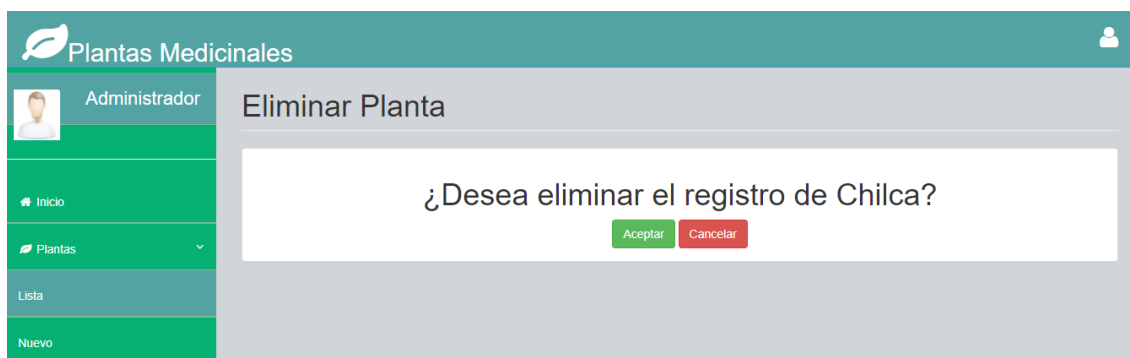 Plantas Medicinales
Administrador
Eliminar Planta
¿Desea eliminar el registro de Chilca?
Aceptar Cancelar
Inicio
Plantas
Lista
Nuevo